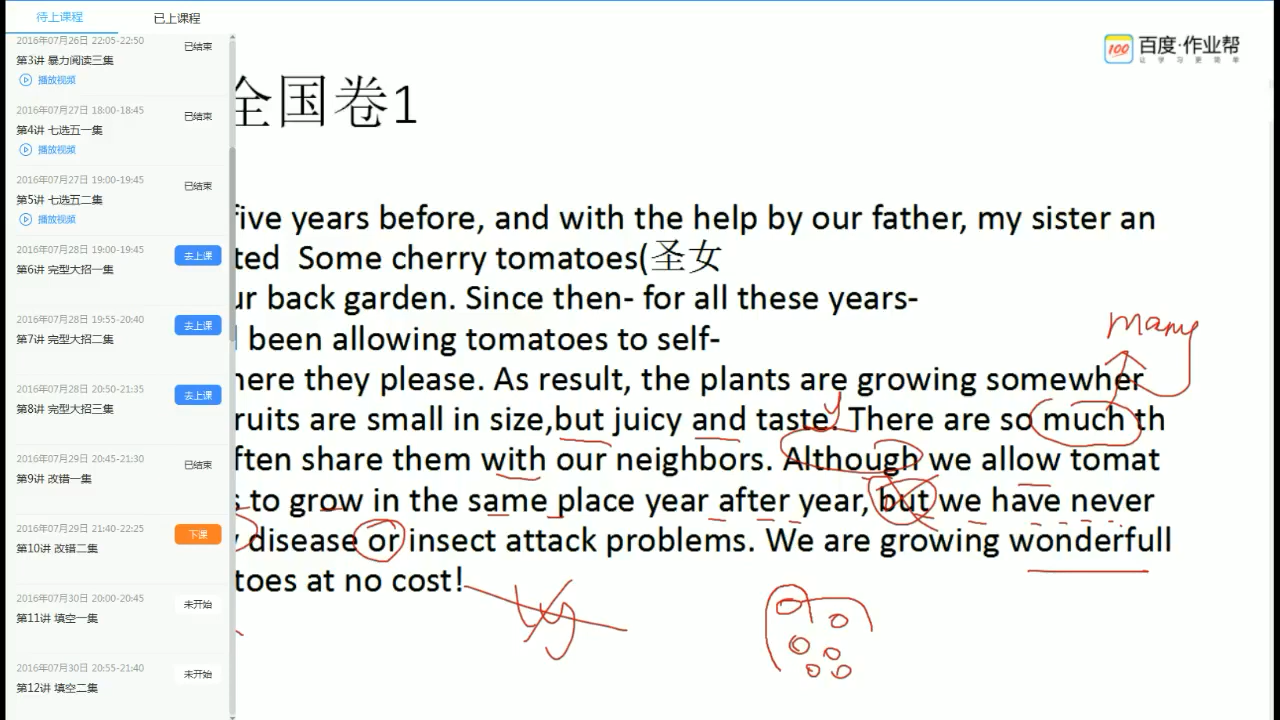 待上课程
已上课程
2016年07月26日 22:05-22:50
已结束
第3讲 暴力阅读三集
播放视频
2016年07月27日 18:00-18:45
已结束
第4讲 七选五一集
播放视频
2016年07月27日 19:00-19:45
已结束
第5讲 七选五二集
播放视频
2016年07月28日 19:00-19:45
去上课
第6讲 完型大招一集
2016年07月28日 19:55-20:40
去上课
第7讲 完型大招二集
2016年07月28日 20:50-21:35
去上课
第8讲 完型大招三集
2016年07月29日 20:45-21:30
已结束
第9讲 改错一集
2016年07月29日 21:40-22:25
下课
第10讲 改错二集
2016年07月30日 20:00-20:45
未开始
第11讲 填空一集
2016年07月30日 20:55-21:40
未开始
第12讲 填空二集
100 百度·作业帮
让学习更简单
全国卷1
five years before, and with the help by our father, my sister an
ted Some cherry tomatoes(圣女
ur back garden. Since then- for all these years-
been allowing tomatoes to self-
many
here they please. As result, the plants are growing somewher
ruits are small in size,but juicy and taste. There are so much th
y
ften share them with our neighbors. Although we allow tomat
s to grow in the same place year after year, but we have never
disease or insect attack problems. We are growing wonderfull
toes at no cost!